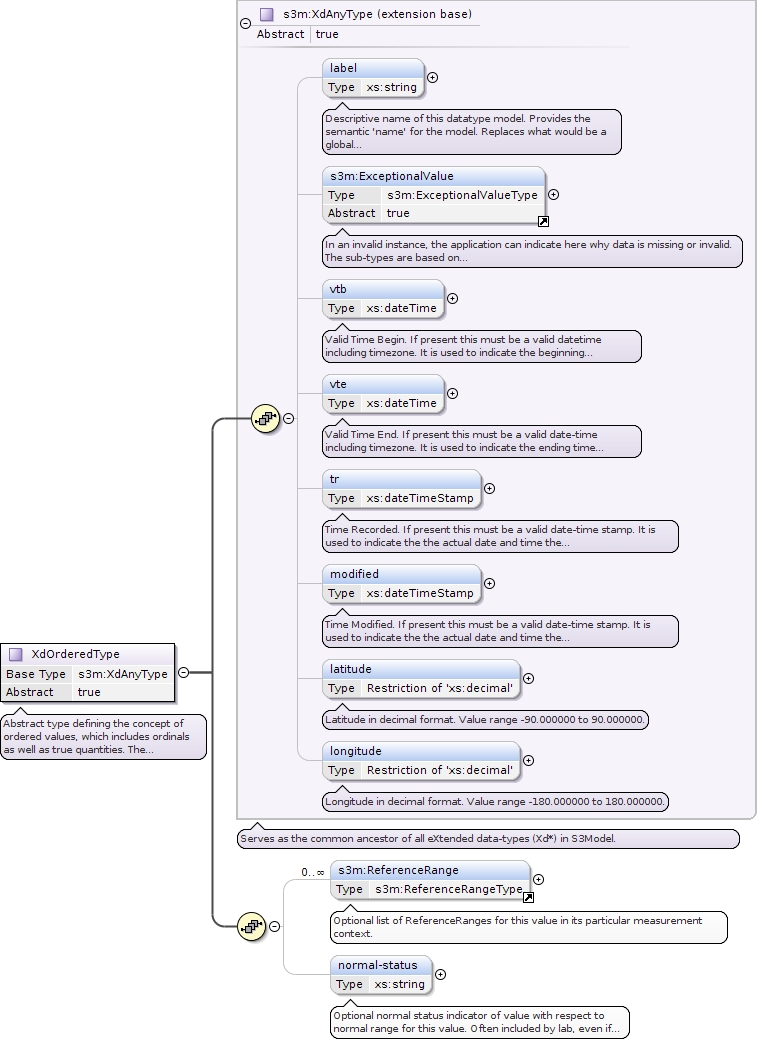 s3m:XdAnyType (extension base)
Abstract true
label
Type xs:string
Descriptive name of this datatype model. Provides the
semantic 'name' for the model. Replaces what would be a
global...
s3m:ExceptionalValue
Type s3m:ExceptionalValueType
Abstract true
In an invalid instance, the application can indicate here why data is missing or invalid.
The sub-types are based on...
vtb
Type xs:dateTime
Valid Time Begin. If present this must be a valid datetime
including timezone. It is used to indicate the beginning...
vte
Type xs:dateTime
Valid Time End. If present this must be a valid date-time
including timezone. It is used to indicate the ending time...
tr
Type xs:dateTimeStamp
Time Recorded. If present this must be a valid date-time stamp. It is
used to indicate the the actual date and time the...
modified
Type xs:dateTimeStamp
Time Modified. If present this must be a valid date-time stamp. It is
used to indicate the the actual date and time the...
latitude
Type Restriction of 'xs:decimal'
Latitude in decimal format. Value range -90.000000 to 90.000000.
longitude
Type Restriction of 'xs:decimal'
Longitude in decimal format. Value range -180.000000 to 180.000000.
Serves as the common ancestor of all eXtended data-types (Xd*) in S3Model.
XdOrderedType
Base Type s3m:XdAnyType
Abstract true
Abstract type defining the concept of
ordered values, which includes ordinals
as well as true quantities. The...
0..∞
s3m:ReferenceRange
Type s3m:ReferenceRangeType
Optional list of ReferenceRanges for this value in its particular measurement
context.
normal-status
Type xs:string
Optional normal status indicator of value with respect to
normal range for this value. Often included by lab, even if...